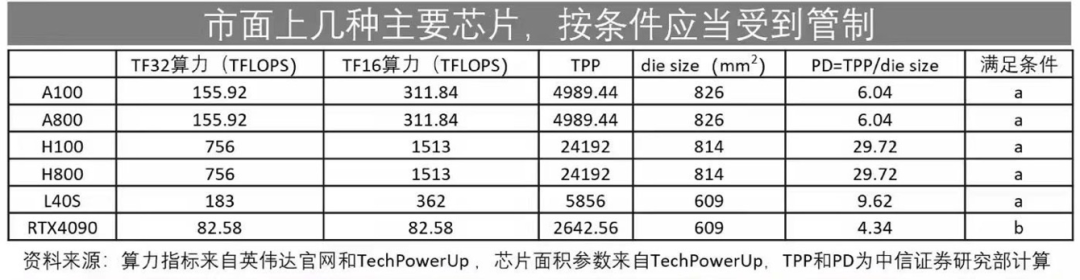 市面上几种主要芯片，按条件应当受到管制
TF32算力（TFLOPS） TF16算力（TFLOPS） TPP die size（mm²） PD=TPP/die size 满足条件
A100 155.92 311.84 4989.44 826 6.04 a
A800 155.92 311.84 4989.44 826 6.04 a
H100 756 1513 24192 814 29.72 a
H800 756 1513 24192 814 29.72 a
L40S 183 362 5856 609 9.62 a
RTX4090 82.58 82.58 2642.56 609 4.34 b
资料来源：算力指标来自英伟达官网和TechPowerUp，芯片面积参数来自TechPowerUp，TPP和PD为中信证券研究部计算